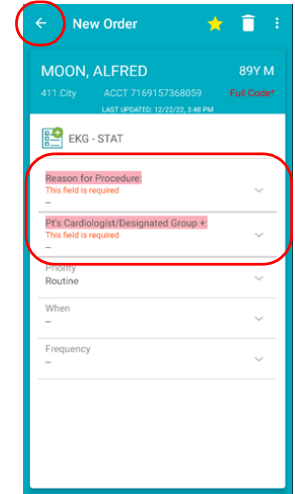 New Order
MOON, ALFRED 89Y M
411.City ACCT 7169157368059 Full Code*
LAST UPDATED: 12/22/22, 3:48 PM
EKG - STAT
Reason for Procedure:
This field is required
–
Pt's Cardiologist/Designated Group +:
This field is required
–
Priority
Routine
When
–
Frequency
–